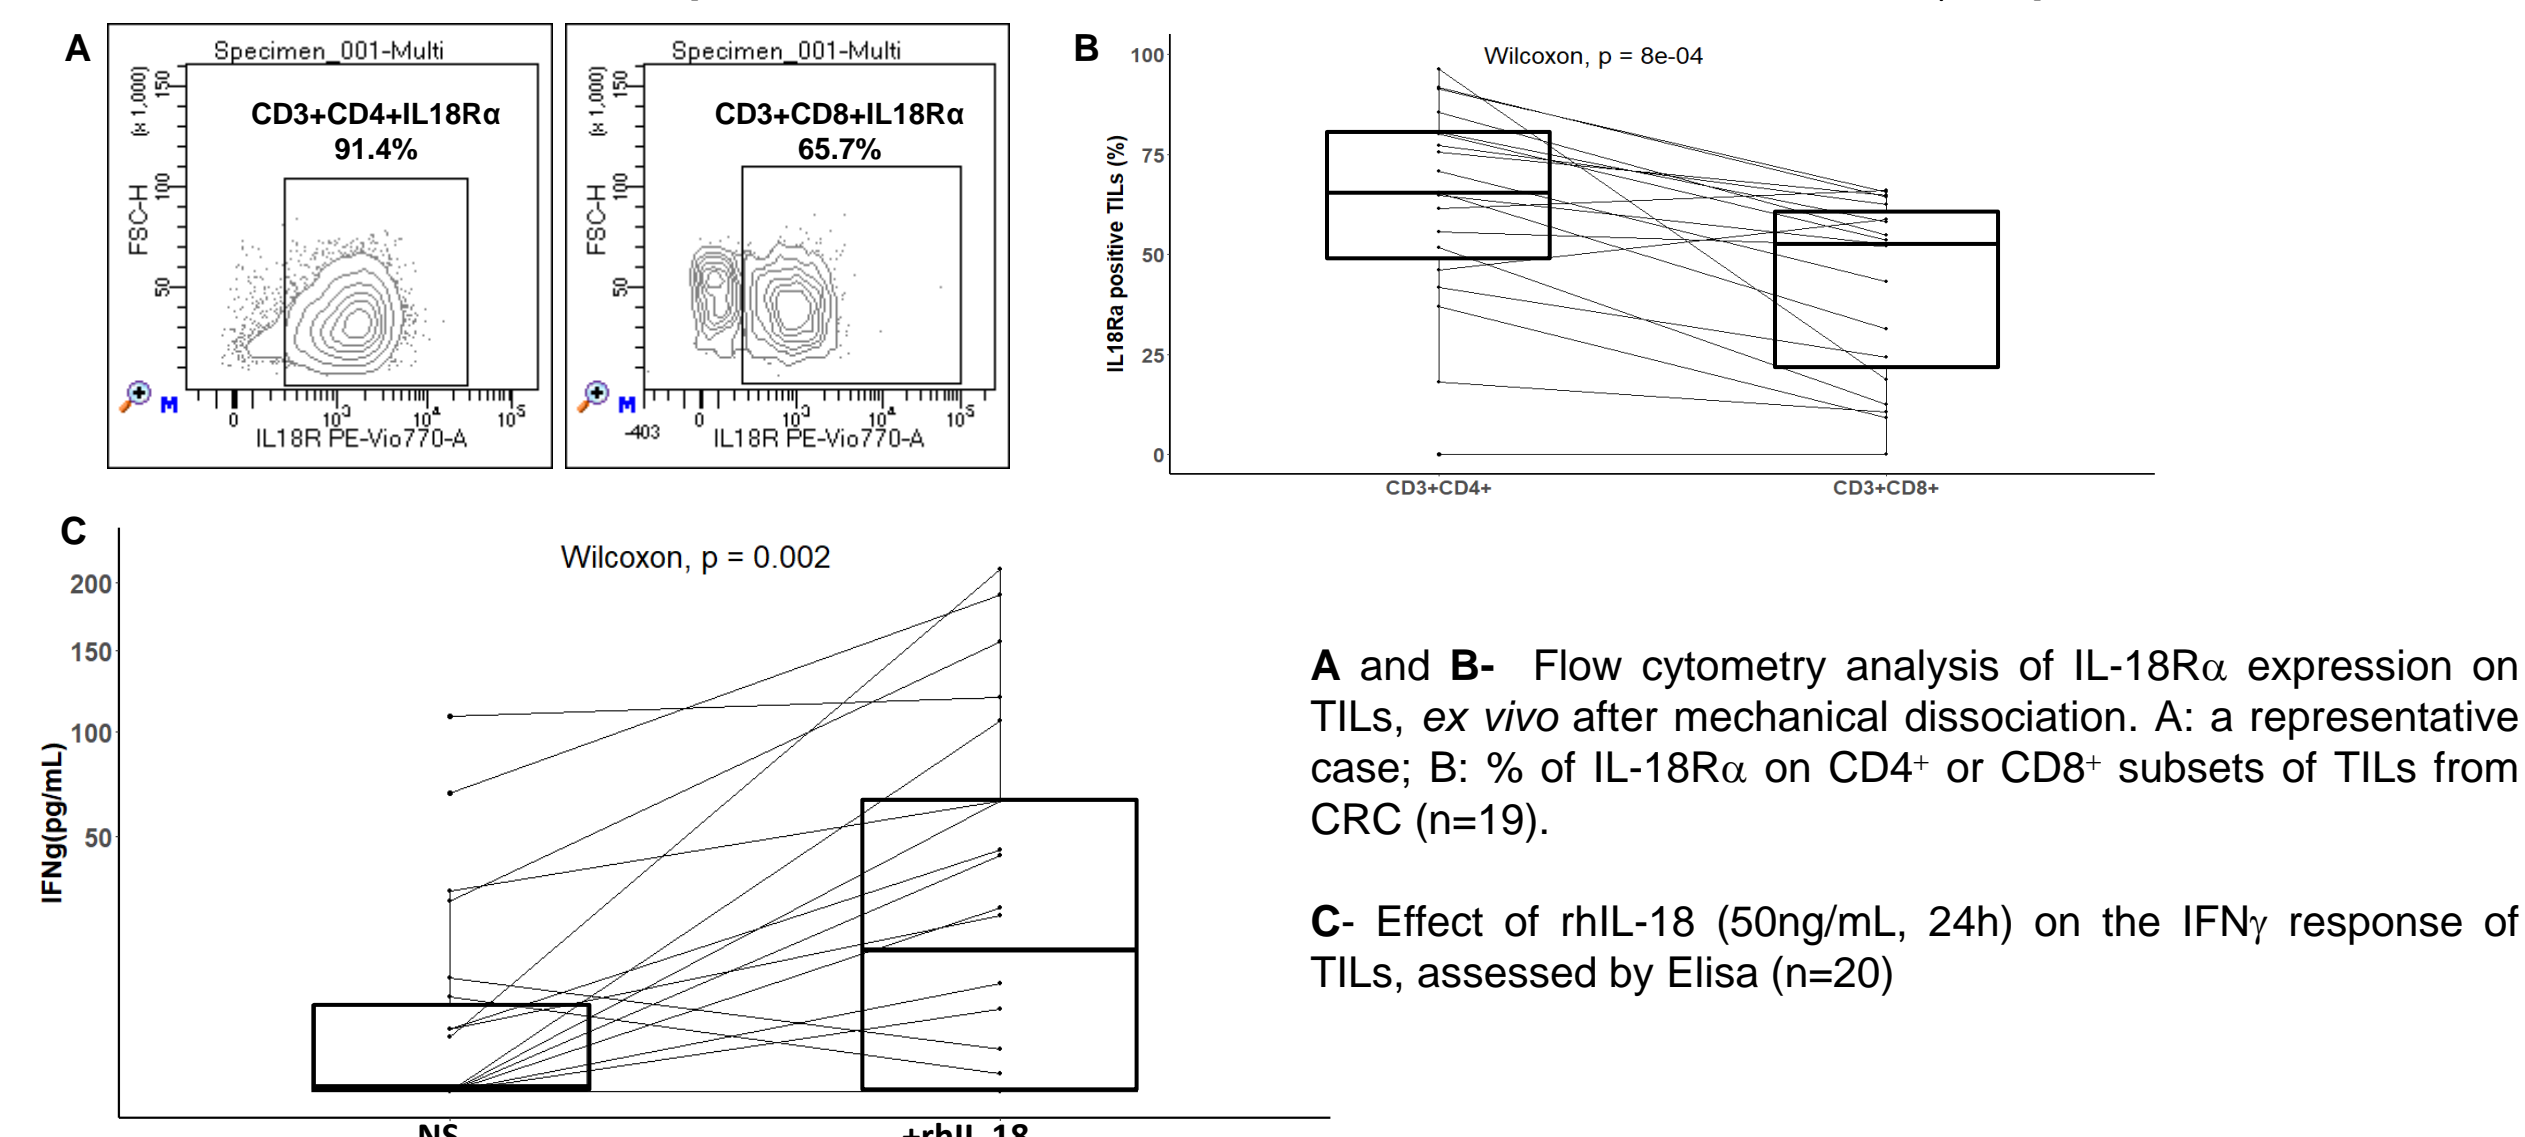 A
Specimen_001-Multi
CD3+CD4+IL18Rα
91.4%
(x 1,000)
FSC-H
150
100
50
0
10³
10⁴
10⁵
IL18R PE-Vio770-A
M
Specimen_001-Multi
CD3+CD8+IL18Rα
65.7%
(x 1,000)
FSC-H
150
100
50
-403
0
10³
10⁴
10⁵
IL18R PE-Vio770-A
M
B
Wilcoxon, p = 8e-04
IL18Ra positive TILs (%)
100
75
50
25
0
CD3+CD4+
CD3+CD8+
C
Wilcoxon, p = 0.002
IFNg(pg/mL)
200
150
100
50
NS
+rhIL-18
A and B- Flow cytometry analysis of IL-18Rα expression on
TILs, ex vivo after mechanical dissociation. A: a representative
case; B: % of IL-18Rα on CD4⁺ or CD8⁺ subsets of TILs from
CRC (n=19).
C- Effect of rhIL-18 (50ng/mL, 24h) on the IFNγ response of
TILs, assessed by Elisa (n=20)